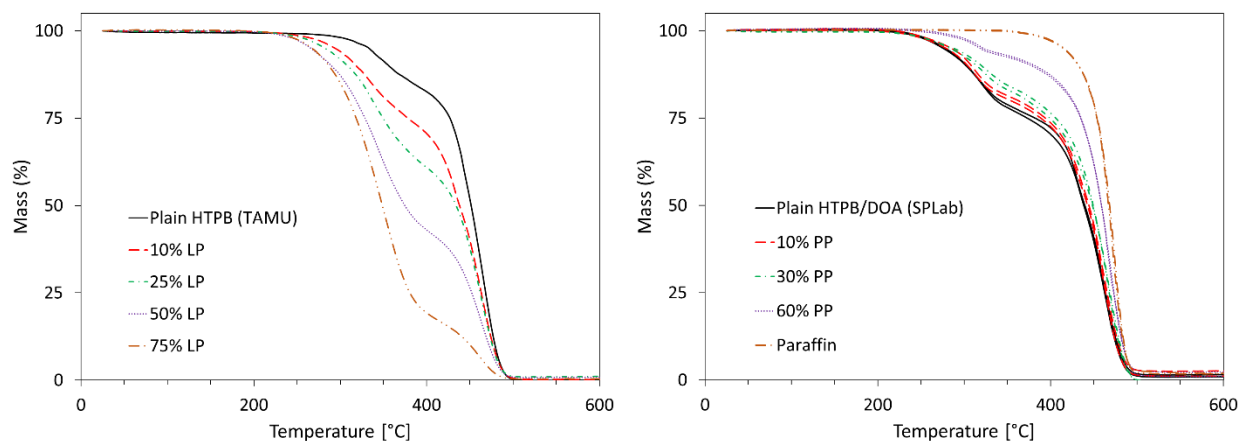 100
75
50
25
0
Mass (%)
Plain HTPB (TAMU)
10% LP
25% LP
50% LP
75% LP
0
200
400
600
Temperature [°C]
100
75
50
25
0
Mass (%)
Plain HTPB/DOA (SPLab)
10% PP
30% PP
60% PP
Paraffin
0
200
400
600
Temperature [°C]